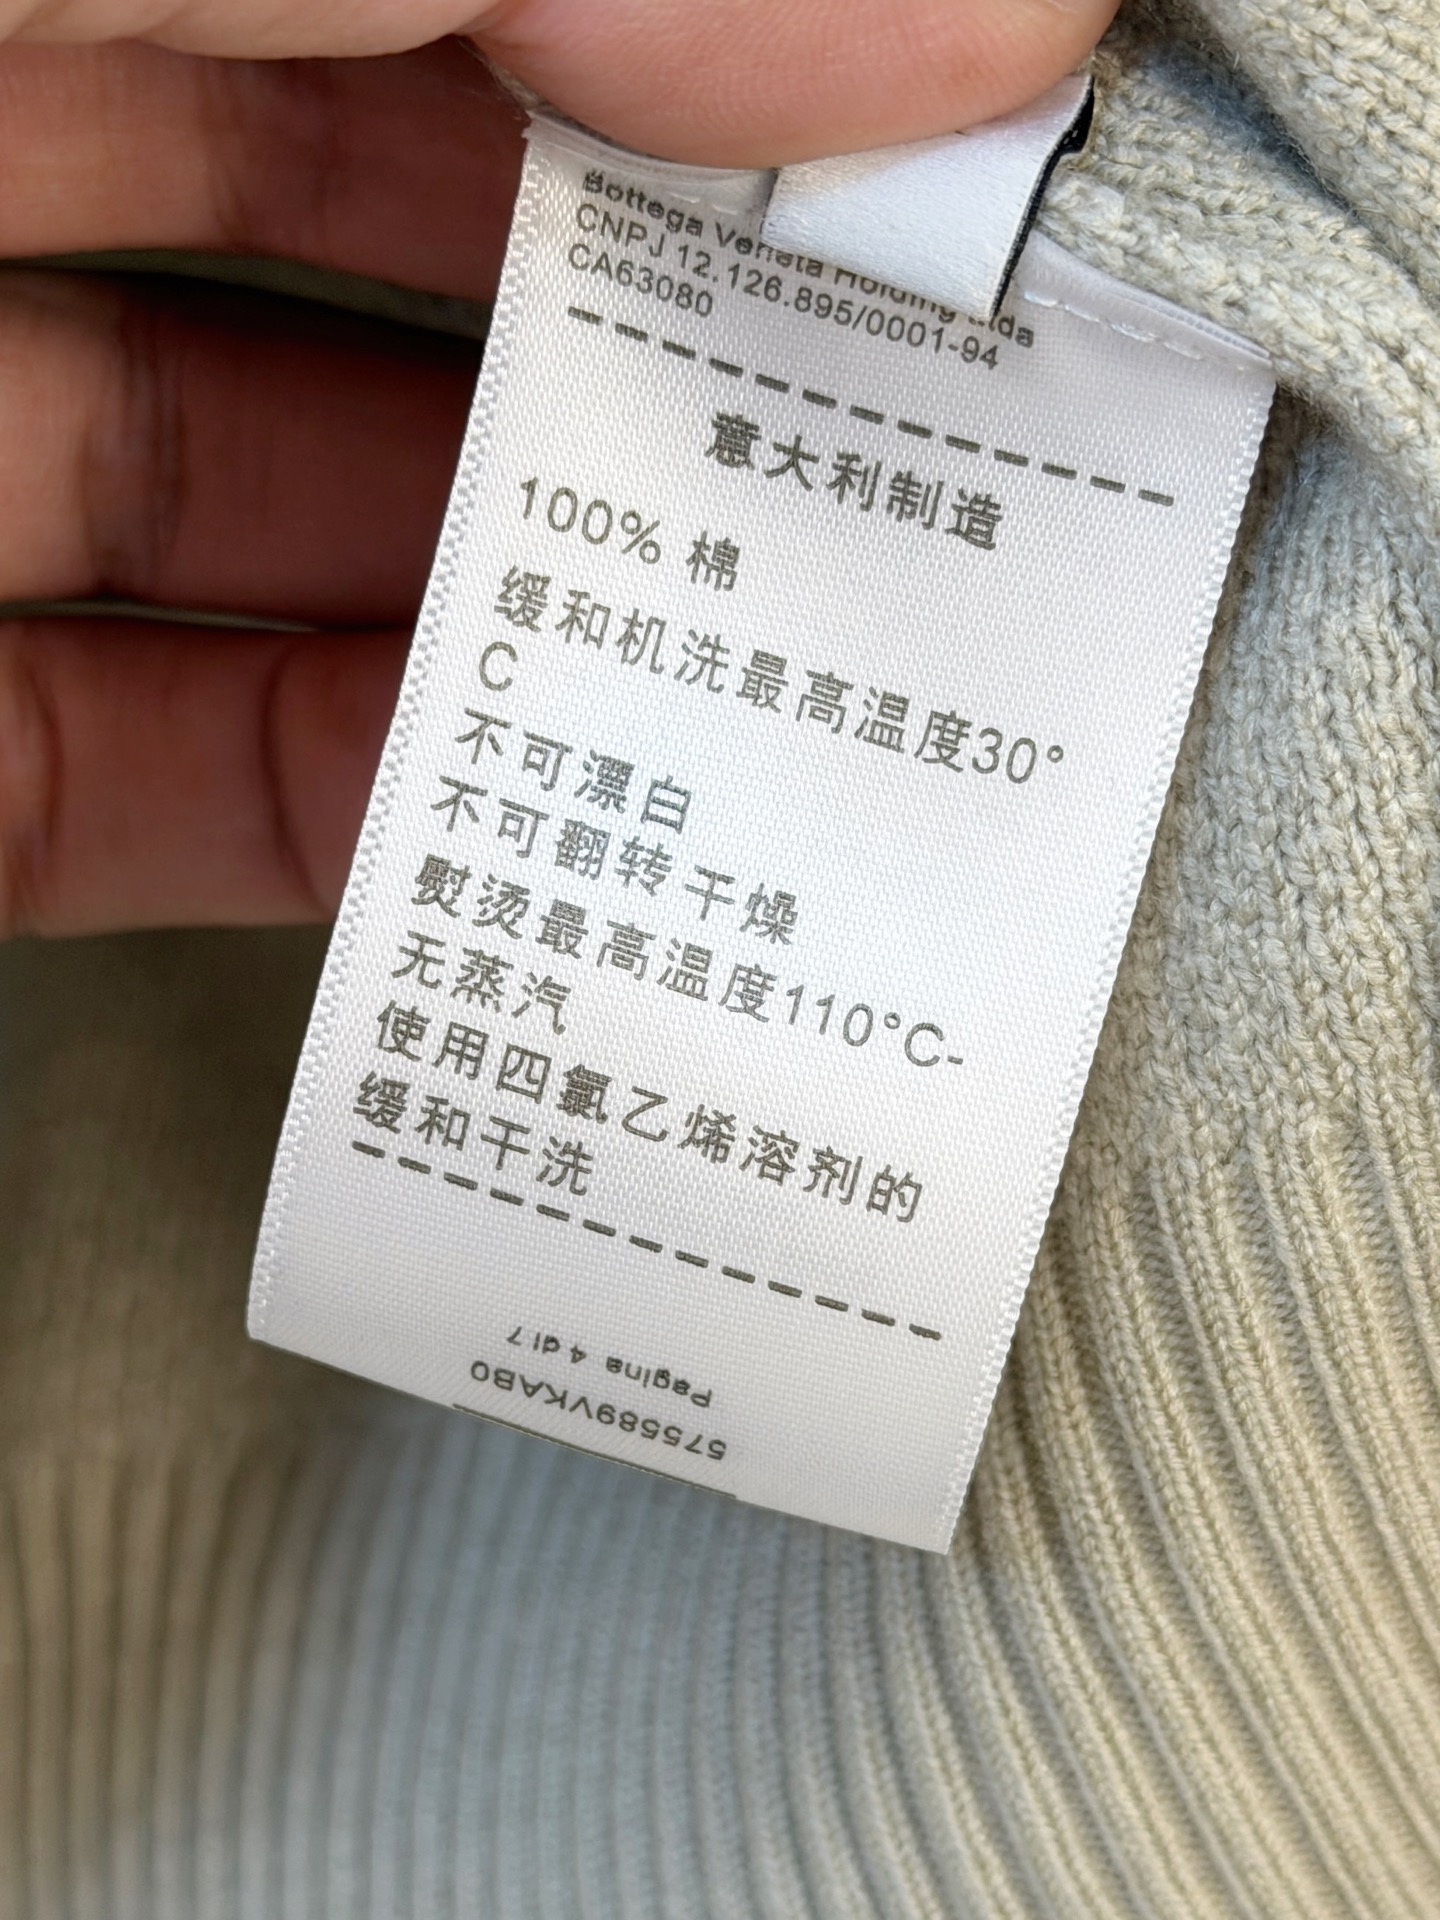 Bottega Veneta Holding Ltda
CNPJ 12.126.895/0001-94
CA63080
意大利制造
100% 棉
缓和机洗最高温度30°
C
不可漂白
不可翻转干燥
熨烫最高温度110°C-
无蒸汽
使用四氯乙烯溶剂的
缓和干洗
Pagina 4 di 7
575589VKAB0